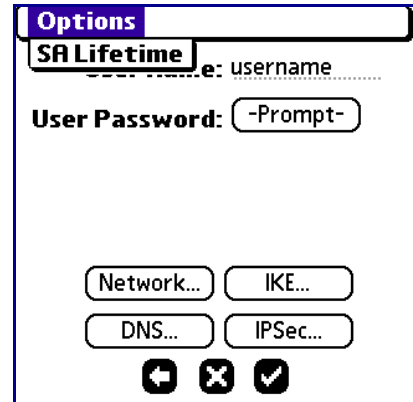 Options
SA Lifetime
e: username
User Password: -Prompt-
Network... IKE...
DNS... IPSec...